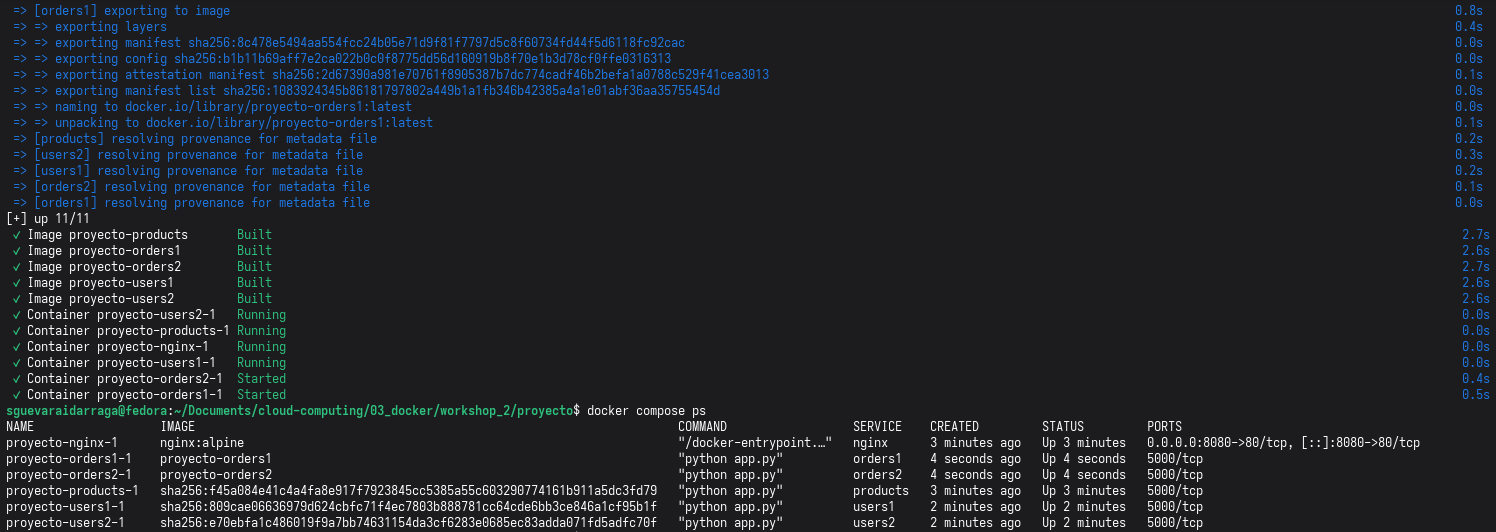 => [orders1] exporting to image 0.8s
=> => exporting layers 0.4s
=> => exporting manifest sha256:8c478e5494aa554fcc24b05e71d9f81f7797d5c8f60734fd44f5d6118fc92cac 0.0s
=> => exporting config sha256:b1b11b69aff7e2ca022b0c0f8775dd56d160919b8f70e1b3d78cf0ffe0316313 0.0s
=> => exporting attestation manifest sha256:2d67390a981e70761f8905387b7dc774cadf46b2befa1a0788c529f41cea3013 0.1s
=> => exporting manifest list sha256:1083924345b86181797802a449b1a1fb346b42385a4a1e01abf36aa35755454d 0.0s
=> => naming to docker.io/library/proyecto-orders1:latest 0.0s
=> => unpacking to docker.io/library/proyecto-orders1:latest 0.1s
=> [products] resolving provenance for metadata file 0.2s
=> [users2] resolving provenance for metadata file 0.3s
=> [users1] resolving provenance for metadata file 0.2s
=> [orders2] resolving provenance for metadata file 0.1s
=> [orders1] resolving provenance for metadata file 0.0s
[+] up 11/11
✓ Image proyecto-products Built 2.7s
✓ Image proyecto-orders1 Built 2.6s
✓ Image proyecto-orders2 Built 2.7s
✓ Image proyecto-users1 Built 2.6s
✓ Image proyecto-users2 Built 2.6s
✓ Container proyecto-users2-1 Running 0.0s
✓ Container proyecto-products-1 Running 0.0s
✓ Container proyecto-nginx-1 Running 0.0s
✓ Container proyecto-users1-1 Running 0.0s
✓ Container proyecto-orders2-1 Started 0.4s
✓ Container proyecto-orders1-1 Started 0.5s
sguevaraidarraga@fedora:~/Documents/cloud-computing/03_docker/workshop_2/proyecto$ docker compose ps
NAME IMAGE COMMAND SERVICE CREATED STATUS PORTS
proyecto-nginx-1 nginx:alpine "/docker-entrypoint.…" nginx 3 minutes ago Up 3 minutes 0.0.0.0:8080->80/tcp, [::]:8080->80/tcp
proyecto-orders1-1 proyecto-orders1 "python app.py" orders1 4 seconds ago Up 4 seconds 5000/tcp
proyecto-orders2-1 proyecto-orders2 "python app.py" orders2 4 seconds ago Up 4 seconds 5000/tcp
proyecto-products-1 sha256:f45a084e41c4a4fa8e917f7923845cc5385a55c603290774161b911a5dc3fd79 "python app.py" products 3 minutes ago Up 3 minutes 5000/tcp
proyecto-users1-1 sha256:809cae06636979d624cbfc71f4ec7803b888781cc64cde6bb3ce846a1cf95b1f "python app.py" users1 2 minutes ago Up 2 minutes 5000/tcp
proyecto-users2-1 sha256:e70ebfa1c486019f9a7bb74631154da3cf6283e0685ec83adda071fd5adfc70f "python app.py" users2 2 minutes ago Up 2 minutes 5000/tcp